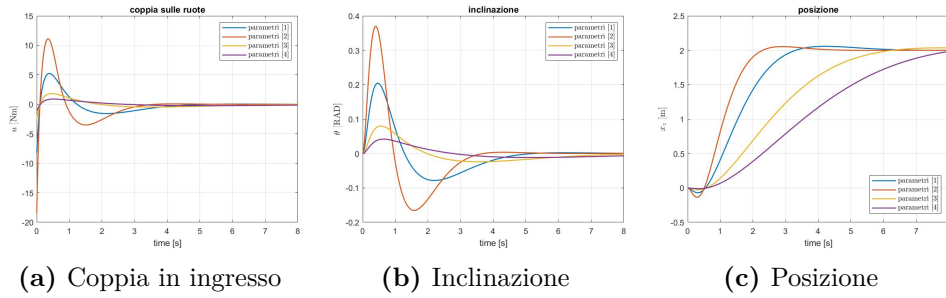 coppia sulle ruote
15
10
5
0
-5
-10
-15
-20
u [Nm]
0 1 2 3 4 5 6 7 8
time [s]
parametri [1]
parametri [2]
parametri [3]
parametri [4]
(a) Coppia in ingresso
inclinazione
0.4
0.3
0.2
0.1
0
-0.1
-0.2
θ [RAD]
0 1 2 3 4 5 6 7 8
time [s]
parametri [1]
parametri [2]
parametri [3]
parametri [4]
(b) Inclinazione
posizione
2.5
2
1.5
1
0.5
0
-0.5
[m]
0 1 2 3 4 5 6 7
time [s]
parametri [1]
parametri [2]
parametri [3]
parametri [4]
(c) Posizione